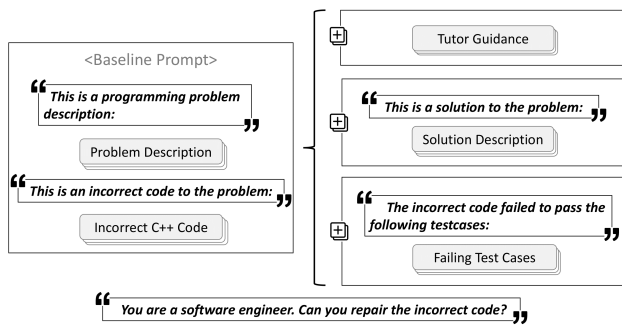 <Baseline Prompt>
“ This is a programming problem
description: ”
Problem Description
“ This is an incorrect code to the problem: ”
Incorrect C++ Code
Tutor Guidance
“ This is a solution to the problem: ”
Solution Description
“ The incorrect code failed to pass the
following testcases: ”
Failing Test Cases
“ You are a software engineer. Can you repair the incorrect code? ”